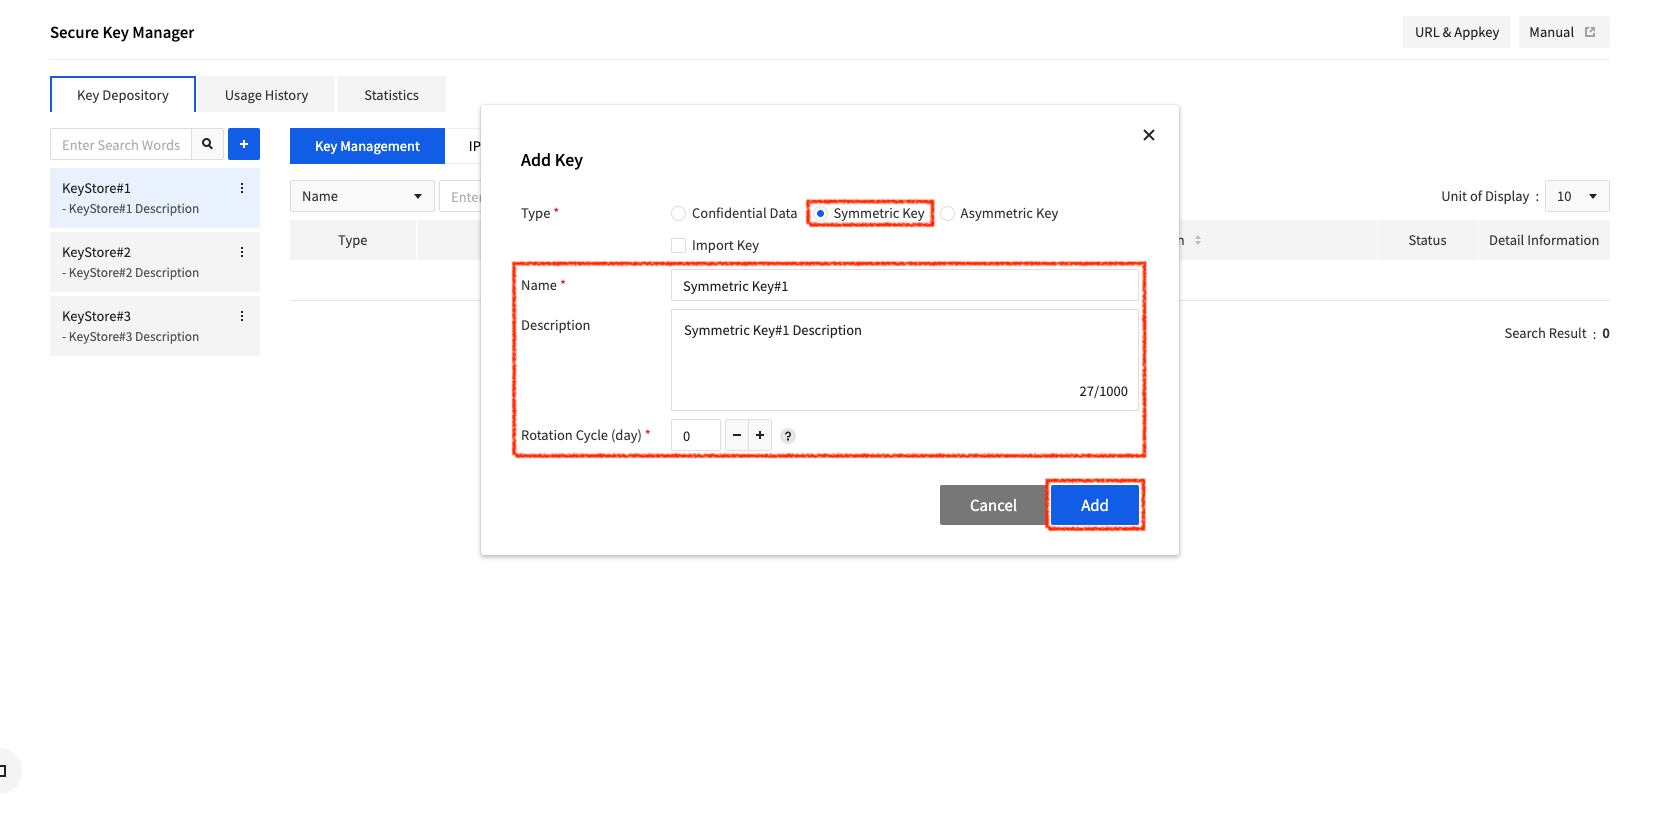 Secure Key Manager
URL & Appkey
Manual
Key Depository
Usage History
Statistics
Enter Search Words
+
KeyStore#1
- KeyStore#1 Description
KeyStore#2
- KeyStore#2 Description
KeyStore#3
- KeyStore#3 Description
Key Management
IP
Name
Enter
Unit of Display :
10
Type
Status
Detail Information
Search Result : 0
Add Key
Type *
Confidential Data
Symmetric Key
Asymmetric Key
Import Key
Name *
Symmetric Key#1
Description
Symmetric Key#1 Description
27/1000
Rotation Cycle (day) *
0
− +
?
Cancel
Add